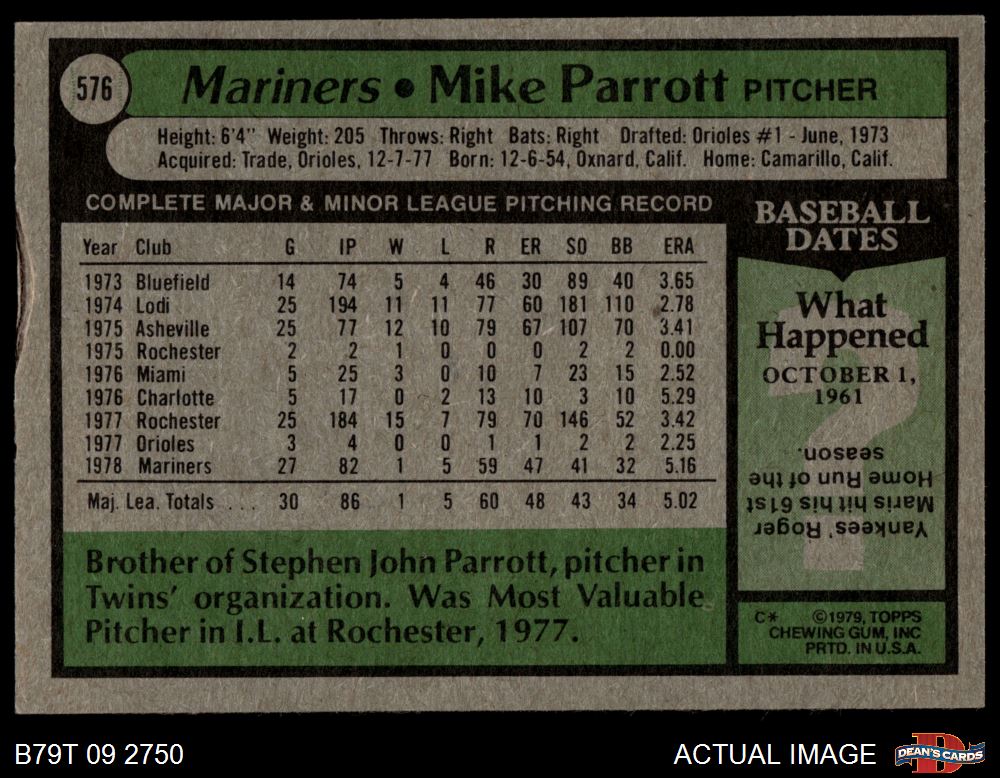 576
Mariners • Mike Parrott PITCHER
Height: 6'4" Weight: 205 Throws: Right Bats: Right Drafted: Orioles #1 - June, 1973
Acquired: Trade, Orioles, 12-7-77 Born: 12-6-54, Oxnard, Calif. Home: Camarillo, Calif.
COMPLETE MAJOR & MINOR LEAGUE PITCHING RECORD
Year Club G IP W L R ER SO BB ERA
1973 Bluefield 14 74 5 4 46 30 89 40 3.65
1974 Lodi 25 194 11 11 77 60 181 110 2.78
1975 Asheville 25 77 12 10 79 67 107 70 3.41
1975 Rochester 2 2 1 0 0 0 2 2 0.00
1976 Miami 5 25 3 0 10 7 23 15 2.52
1976 Charlotte 5 17 0 2 13 10 3 10 5.29
1977 Rochester 25 184 15 7 79 70 146 52 3.42
1977 Orioles 3 4 0 0 1 1 2 2 2.25
1978 Mariners 27 82 1 5 59 47 41 32 5.16
Maj. Lea. Totals . . . 30 86 1 5 60 48 43 34 5.02
Brother of Stephen John Parrott, pitcher in
Twins' organization. Was Most Valuable
Pitcher in I.L. at Rochester, 1977.
BASEBALL
DATES
What
Happened
OCTOBER 1,
1961
Yankees' Roger
Maris hit his 61st
Home Run of the
season.
C* ©1979, TOPPS
CHEWING GUM, INC
PRTD. IN U.S.A.
B79T 09 2750
ACTUAL IMAGE
DEAN'S CARDS